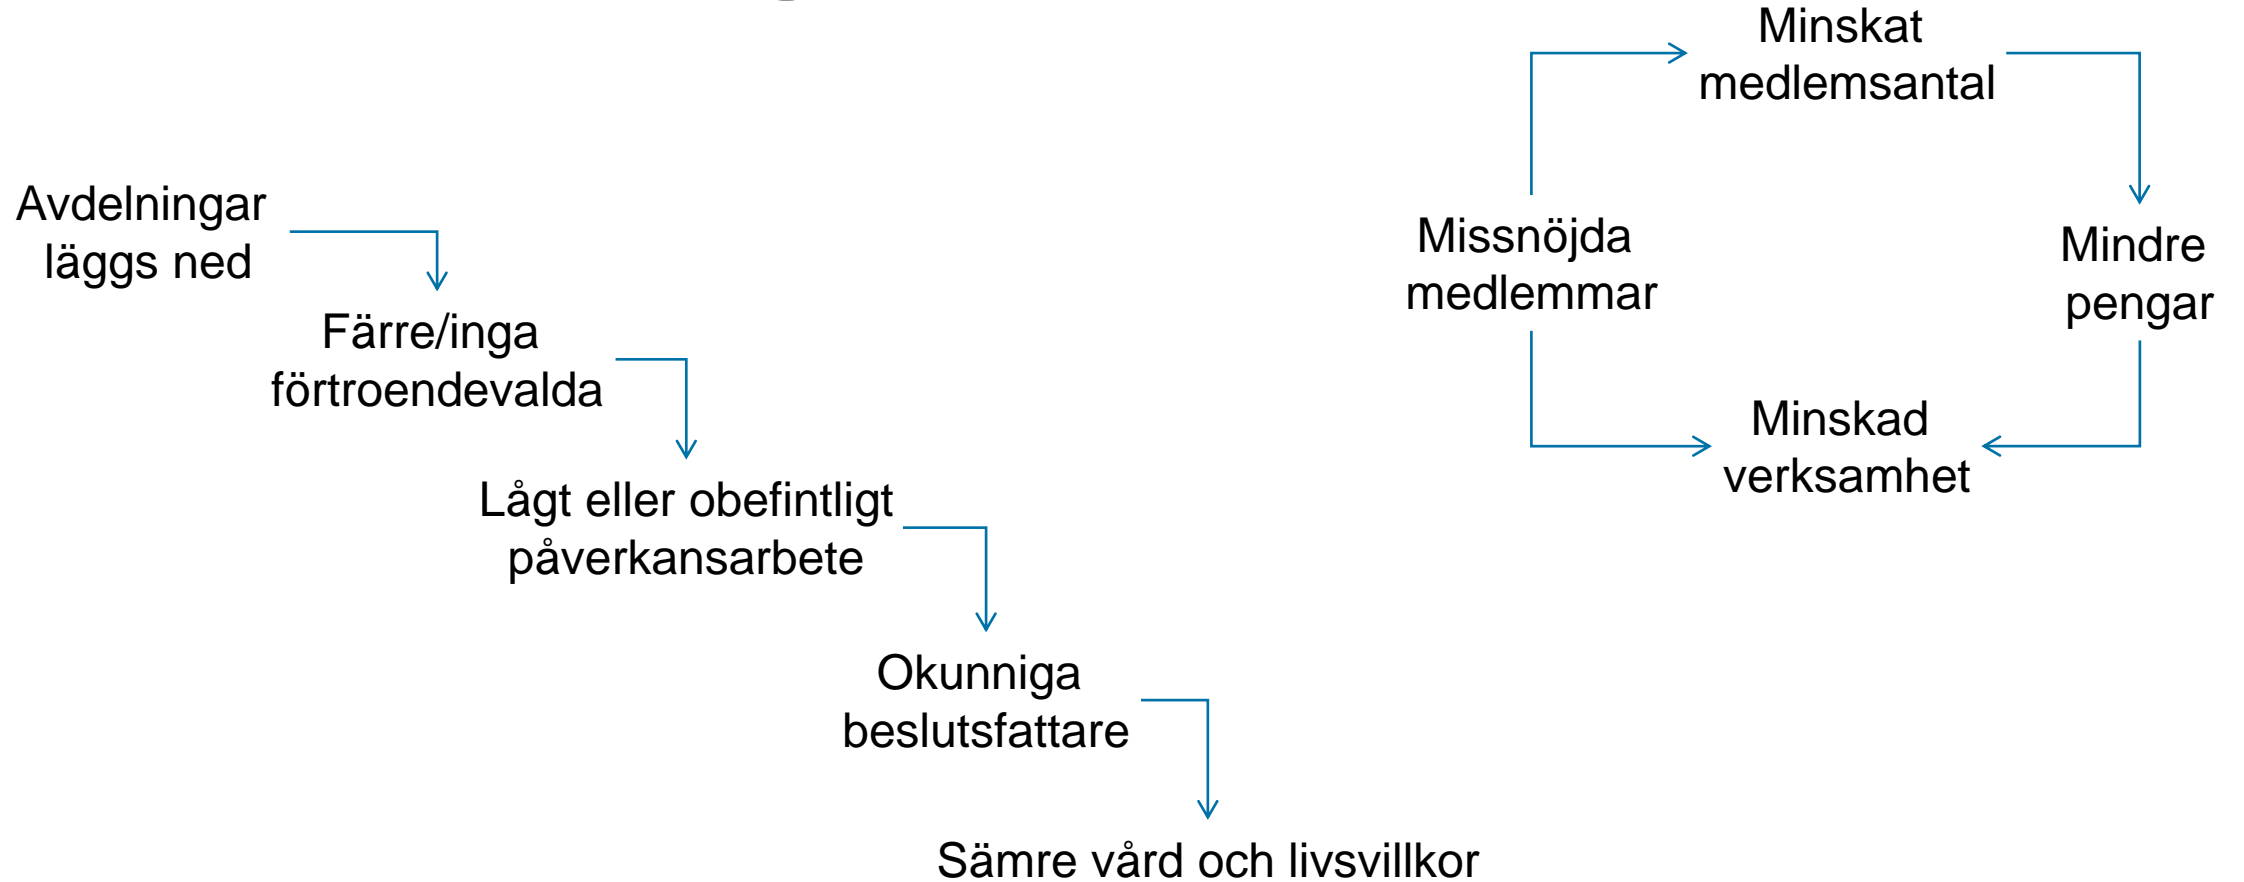 Avdelningar
läggs ned
Färre/inga
förtroendevalda
Lågt eller obefintligt
påverkansarbete
Okunniga
beslutsfattare
Sämre vård och livsvillkor
Minskat
medlemsantal
Missnöjda
medlemmar
Mindre
pengar
Minskad
verksamhet